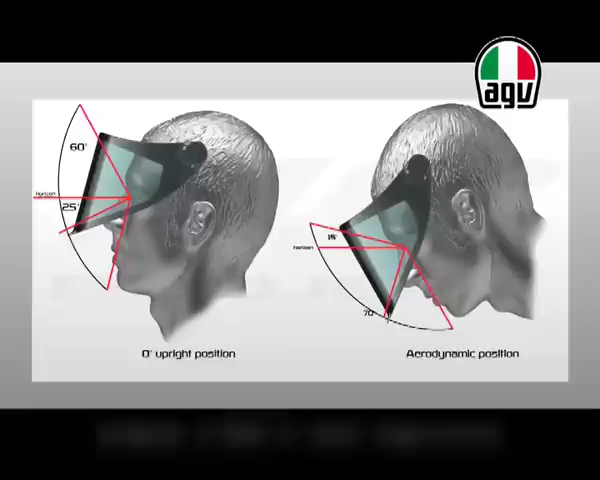 agv
60°
horizon
25°
15°
horizon
70
0° upright position
Aerodynamic position